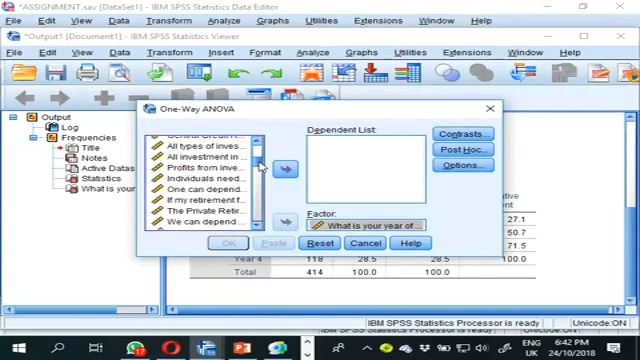 *ASSIGNMENT.sav [DataSet1] - IBM SPSS Statistics Data Editor
File Edit View Data Transform Analyze Graphs Utilities Extensions Window Help
*Output1 [Document1] - IBM SPSS Statistics Viewer
File Edit View Data Transform Insert Format Analyze Graphs Utilities Extensions Window Help
Output
Log
Frequencies
Title
Notes
Active Datas
Statistics
What is your
One-Way ANOVA
All types of inves...
All investment in ...
Profits from inve...
Individuals need...
One can depend...
If my retirement f...
The Private Retir...
We can depend ...
Dependent List:
Factor:
What is your year of ...
Contrasts...
Post Hoc...
Options...
OK Paste Reset Cancel Help
27.1
50.7
71.5
Year 4 118 28.5 28.5 100.0
Total 414 100.0 100.0
IBM SPSS Statistics Processor is ready Unicode:ON
17
ENG
UK
6:42 PM
24/10/2018